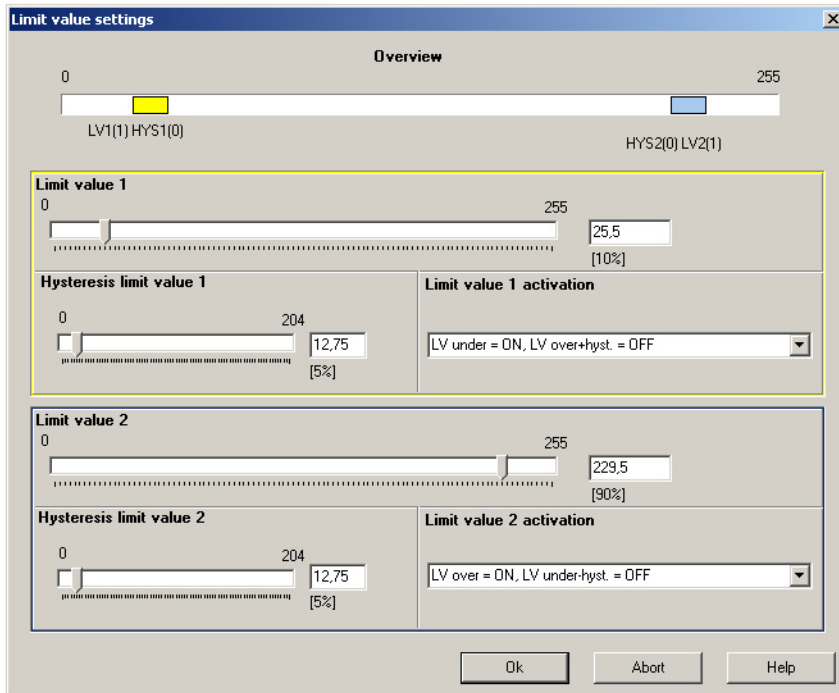 Limit value settings
Overview
0 255
LV1(1) HYS1(0)
HYS2(0) LV2(1)
Limit value 1
0 255
25,5
[10%]
Hysteresis limit value 1
0 204
12,75
[5%]
Limit value 1 activation
LV under = ON, LV over+hyst. = OFF
Limit value 2
0 255
229,5
[90%]
Hysteresis limit value 2
0 204
12,75
[5%]
Limit value 2 activation
LV over = ON, LV under-hyst. = OFF
Ok Abort Help